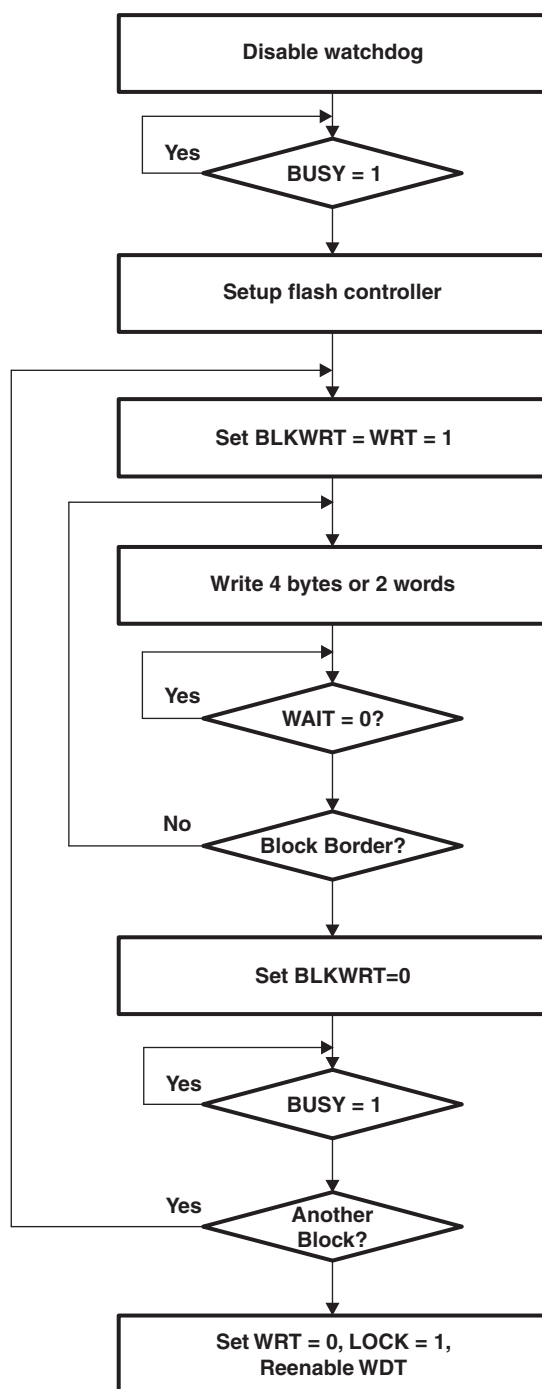 Disable watchdog
Yes
BUSY = 1
Setup flash controller
Set BLKWRT = WRT = 1
Write 4 bytes or 2 words
Yes
WAIT = 0?
No
Block Border?
Set BLKWRT=0
Yes
BUSY = 1
Yes
Another
Block?
Set WRT = 0, LOCK = 1,
Reenable WDT